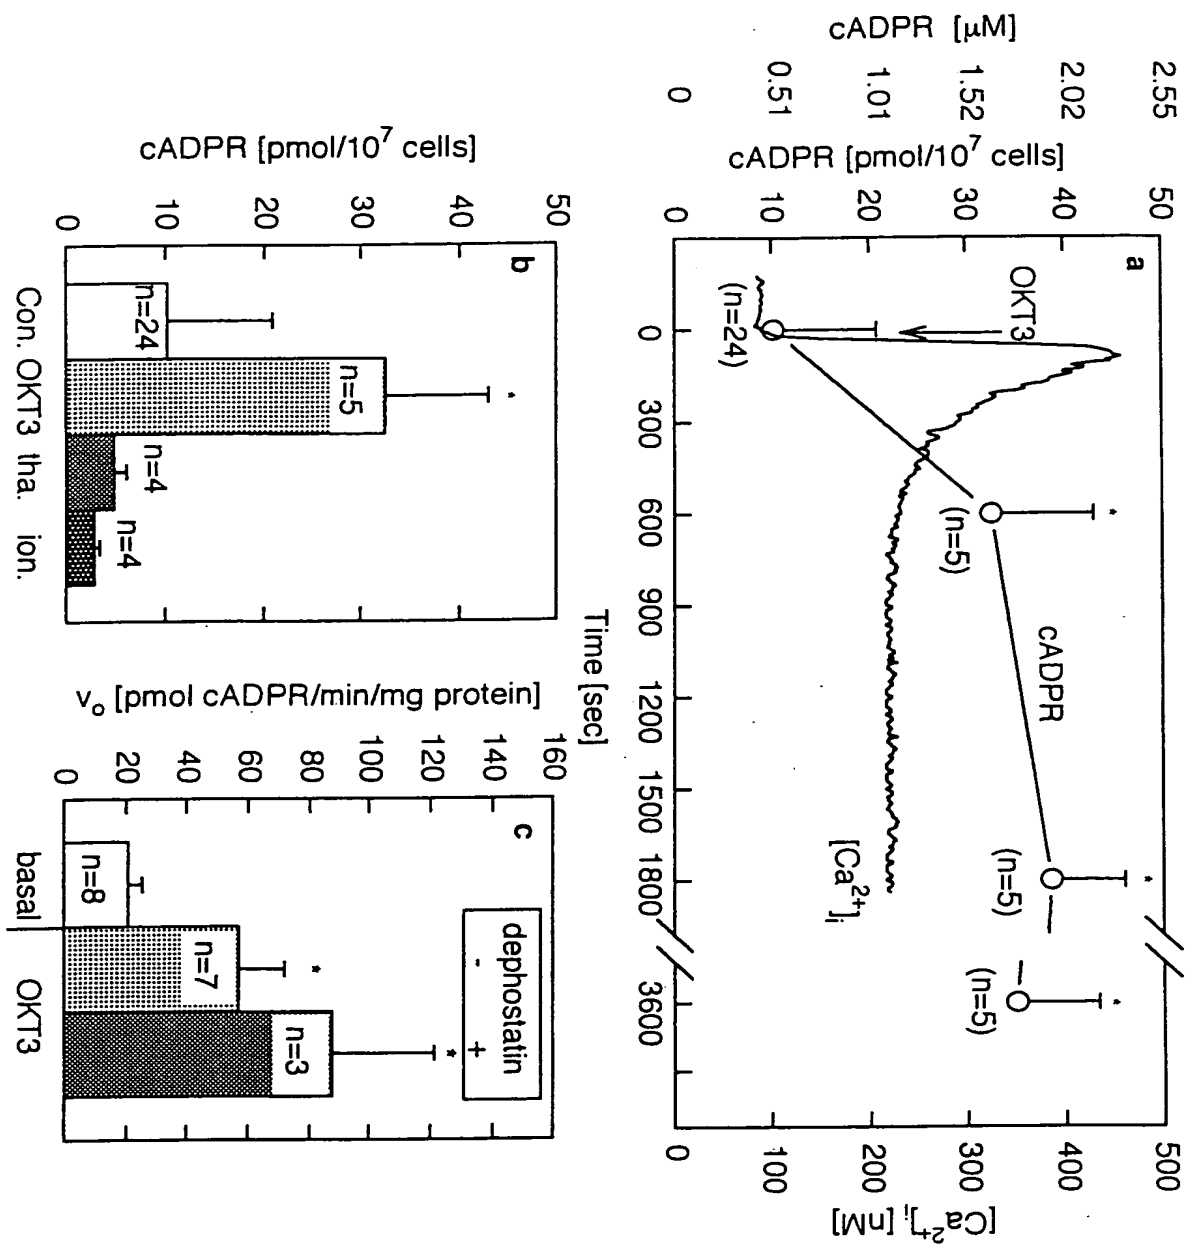 cADPR [μM]
2.55
2.02
1.52
1.01
0.51
0
cADPR [pmol/10⁷ cells]
50
40
30
20
10
0
a
OKT3
(n=24)
(n=5)
*
cADPR
(n=5)
*
(n=5)
*
[Ca²⁺]ᵢ
0 300 600 900 1200 1500 1800 3600
Time [sec]
500
400
300
200
100
0
[Ca²⁺]ᵢ [nM]
cADPR [pmol/10⁷ cells]
50
40
30
20
10
0
b
n=24
n=5
*
n=4
n=4
Con. OKT3 tha. ion.
vₒ [pmol cADPR/min/mg protein]
160
140
120
100
80
60
40
20
0
c
dephostatin
- +
n=8
n=7
*
n=3
*
basal OKT3